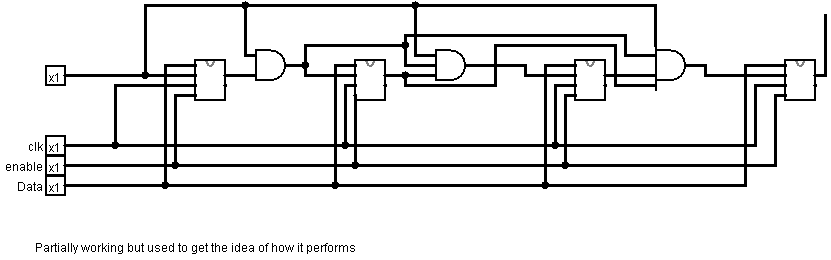 x1
clk x1
enable x1
Data x1
Partially working but used to get the idea of how it performs